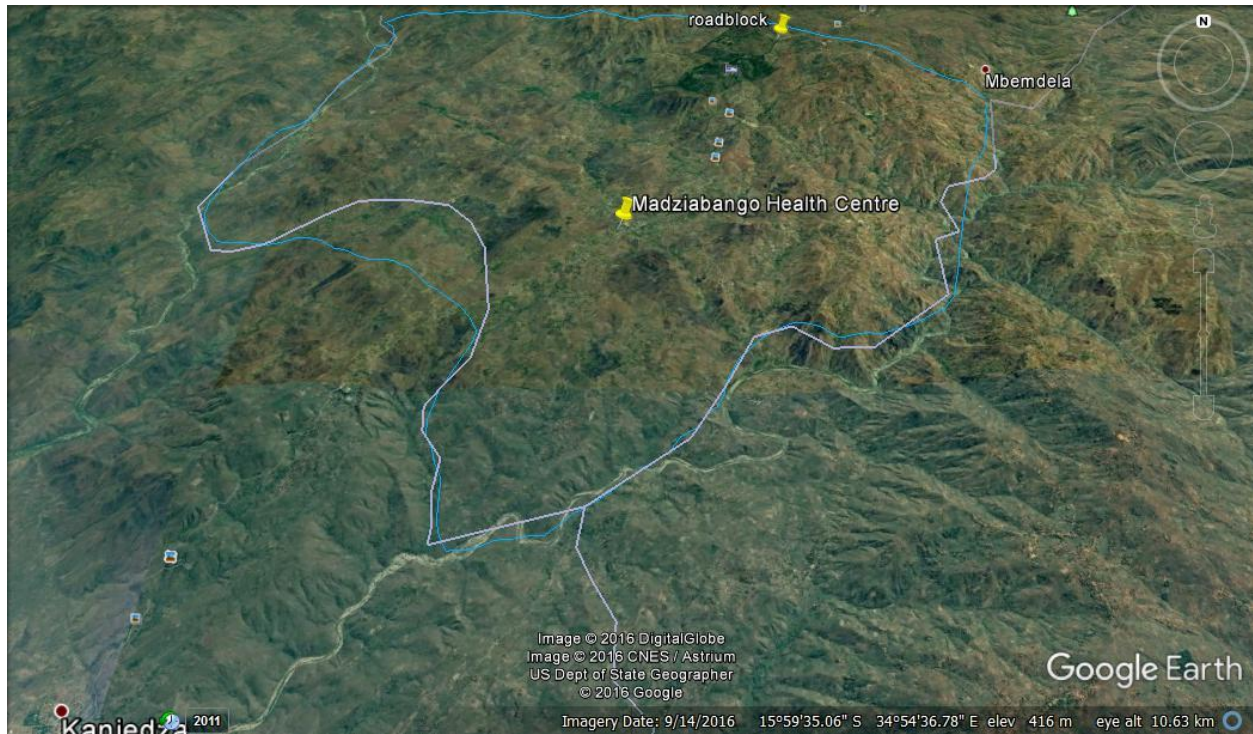 roadblock
N
Mbemdela
Madziabango Health Centre
Image © 2016 DigitalGlobe
Image © 2016 CNES / Astrium
US Dept of State Geographer
© 2016 Google
Google Earth
Kanjedza
2011
Imagery Date: 9/14/2016 15°59'35.06" S 34°54'36.78" E elev 416 m eye alt 10.63 km